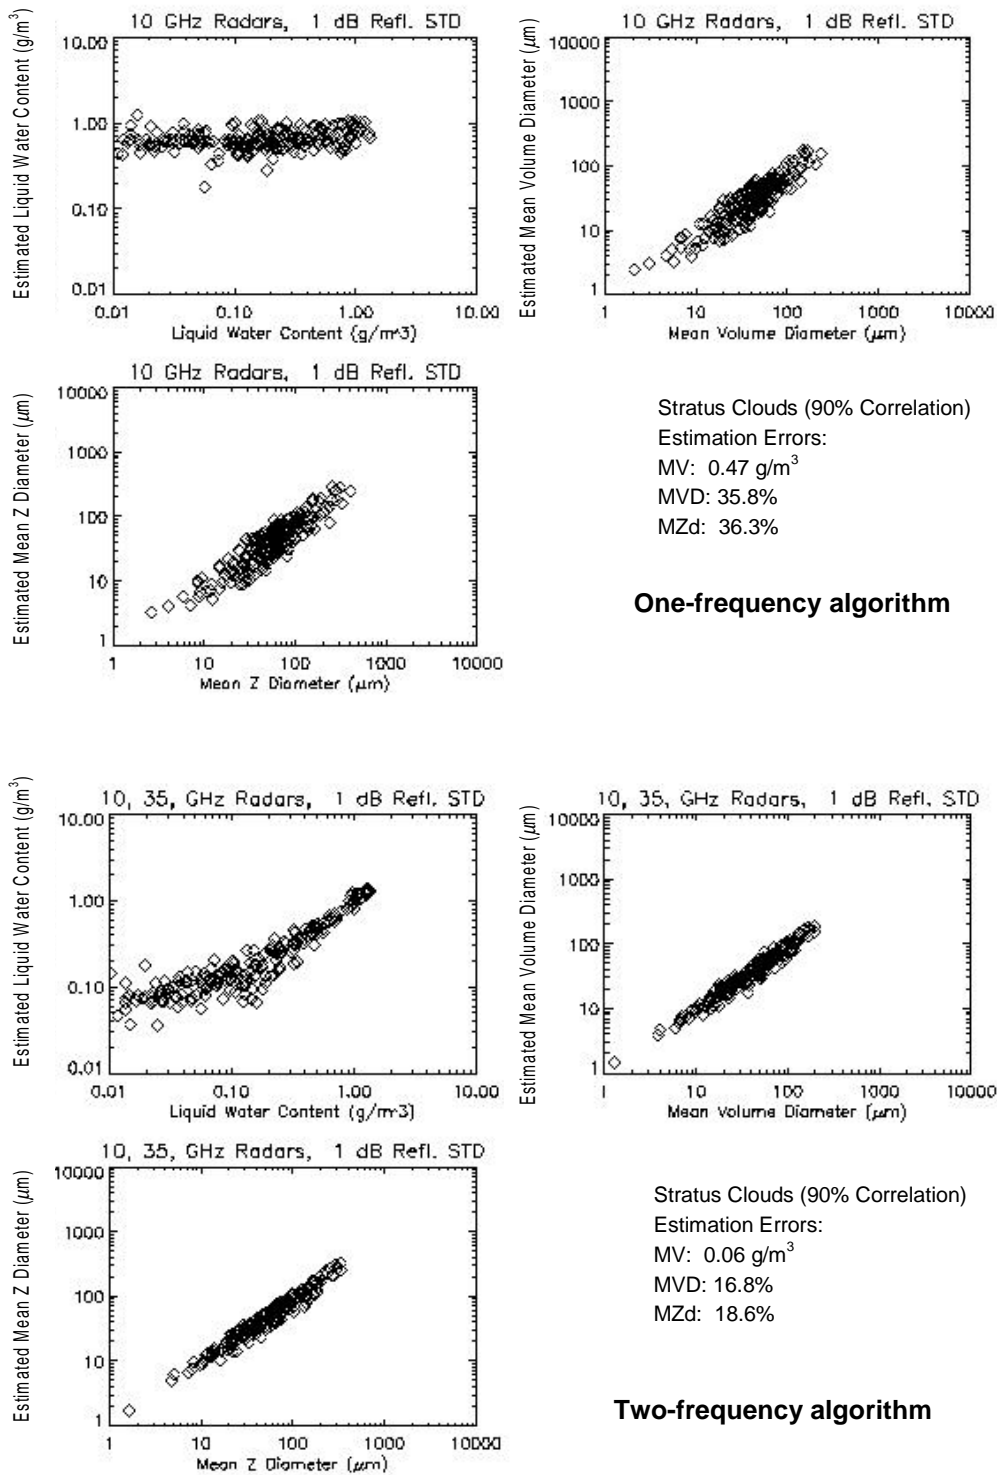 10 GHz Radars, 1 dB Refl. STD
Estimated Liquid Water Content (g/m³)
10.00
1.00
0.10
0.01
0.01 0.10 1.00 10.00
Liquid Water Content (g/m^3)
10 GHz Radars, 1 dB Refl. STD
Estimated Mean Volume Diameter (μm)
10000
1000
100
10
1
1 10 100 1000 10000
Mean Volume Diameter (μm)
10 GHz Radars, 1 dB Refl. STD
Estimated Mean Z Diameter (μm)
10000
1000
100
10
1
1 10 100 1000 10000
Mean Z Diameter (μm)
Stratus Clouds (90% Correlation)
Estimation Errors:
MV: 0.47 g/m³
MVD: 35.8%
MZd: 36.3%
One-frequency algorithm
10, 35, GHz Radars, 1 dB Refl. STD
Estimated Liquid Water Content (g/m³)
10.00
1.00
0.10
0.01
0.01 0.10 1.00 10.00
Liquid Water Content (g/m^3)
10, 35, GHz Radars, 1 dB Refl. STD
Estimated Mean Volume Diameter (μm)
10000
1000
100
10
1
1 10 100 1000 10000
Mean Volume Diameter (μm)
10, 35, GHz Radars, 1 dB Refl. STD
Estimated Mean Z Diameter (μm)
10000
1000
100
10
1
1 10 100 1000 10000
Mean Z Diameter (μm)
Stratus Clouds (90% Correlation)
Estimation Errors:
MV: 0.06 g/m³
MVD: 16.8%
MZd: 18.6%
Two-frequency algorithm